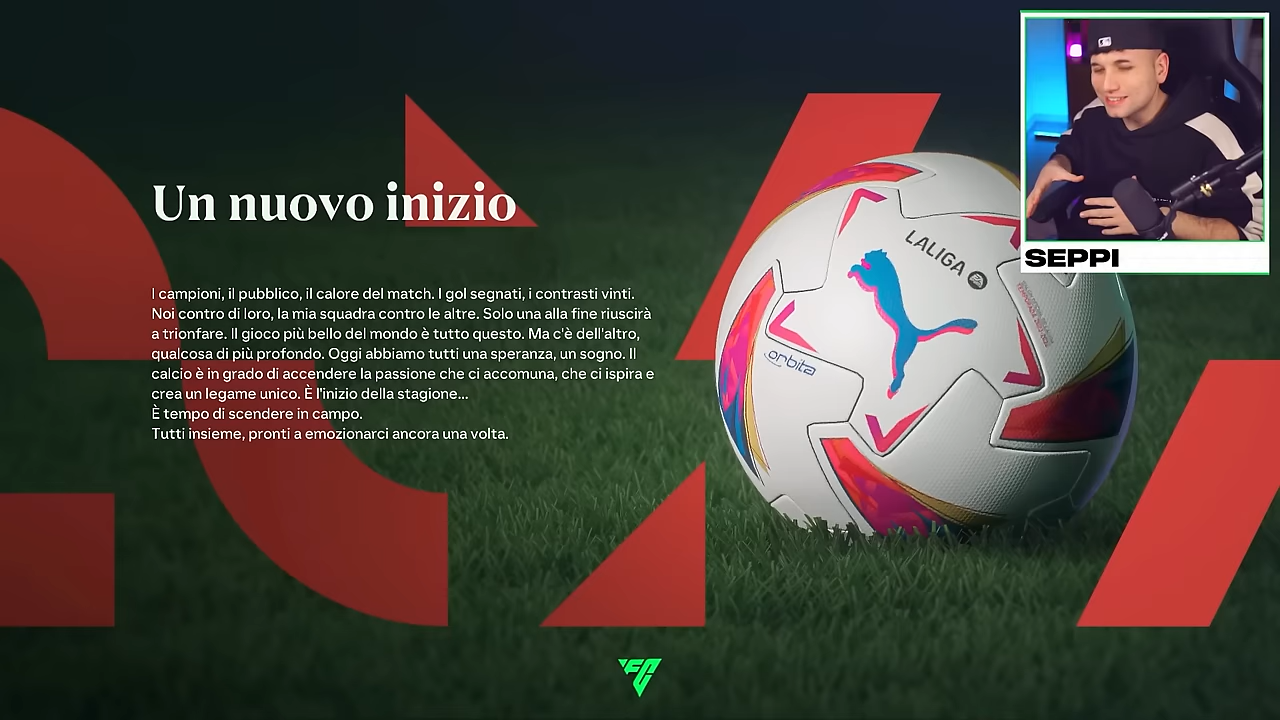 Un nuovo inizio
I campioni, il pubblico, il calore del match. I gol segnati, i contrasti vinti.
Noi contro di loro, la mia squadra contro le altre. Solo una alla fine riuscirà
a trionfare. Il gioco più bello del mondo è tutto questo. Ma c'è dell'altro,
qualcosa di più profondo. Oggi abbiamo tutti una speranza, un sogno. Il
calcio è in grado di accendere la passione che ci accomuna, che ci ispira e
crea un legame unico. È l'inizio della stagione...
È tempo di scendere in campo.
Tutti insieme, pronti a emozionarci ancora una volta.
LALIGA
orbita
SEPPI
FC